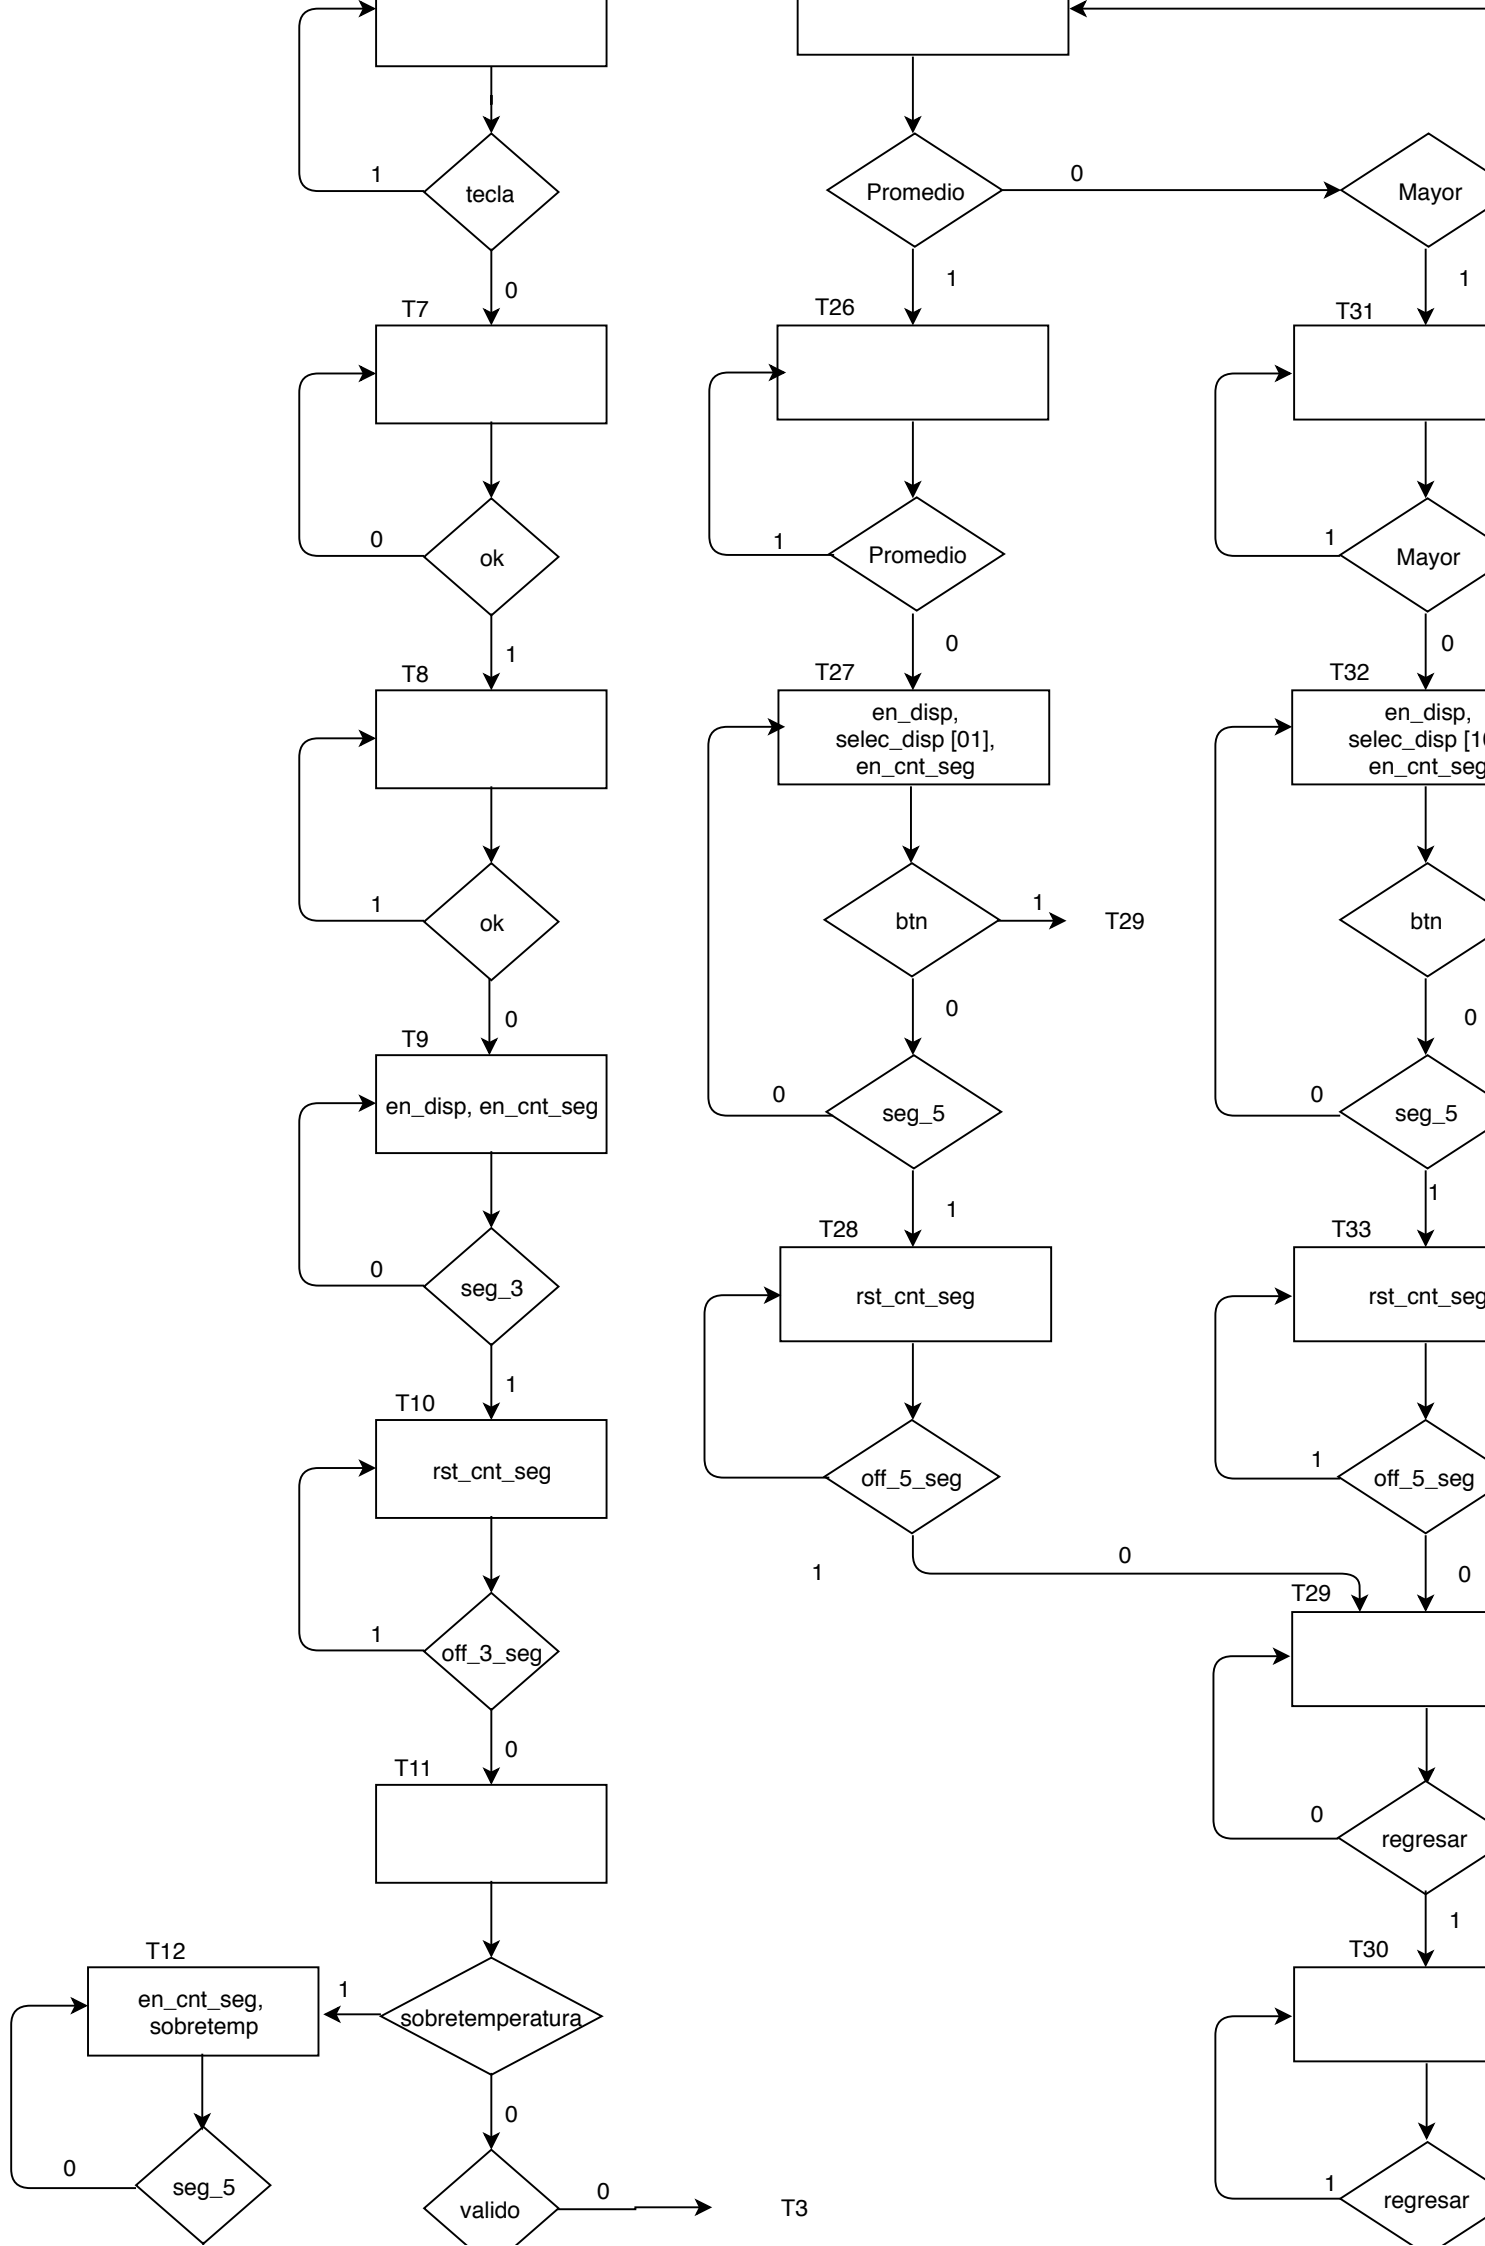 1
tecla
0
T7
0
ok
1
T8
1
ok
0
T9
en_disp, en_cnt_seg
0
seg_3
1
T10
rst_cnt_seg
1
off_3_seg
0
T11
T12
en_cnt_seg,
sobretemp
1
sobretemperatura
0
seg_5
0
valido
0
T3
Promedio
0
1
T26
1
Promedio
0
T27
en_disp,
selec_disp [01],
en_cnt_seg
btn
1
T29
0
0
seg_5
1
T28
rst_cnt_seg
off_5_seg
1
0
Mayor
1
T31
1
Mayor
0
T32
en_disp,
selec_disp [10
en_cnt_seg
btn
0
0
seg_5
1
T33
rst_cnt_seg
1
off_5_seg
0
T29
0
regresar
1
T30
1
regresar